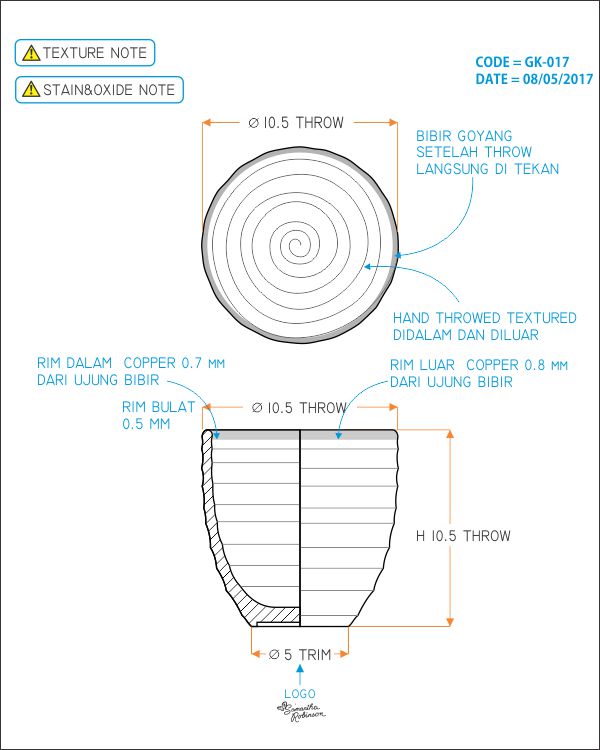 TEXTURE NOTE
STAIN&OXIDE NOTE
CODE = GK-017
DATE = 08/05/2017
Ø 10.5 THROW
BIBIR GOYANG
SETELAH THROW
LANGSUNG DI TEKAN
HAND THROWED TEXTURED
DIDALAM DAN DILUAR
RIM DALAM COPPER 0.7 MM
DARI UJUNG BIBIR
RIM LUAR COPPER 0.8 MM
DARI UJUNG BIBIR
RIM BULAT
0.5 MM
Ø 10.5 THROW
H 10.5 THROW
Ø 5 TRIM
LOGO
Samantha
Robinson